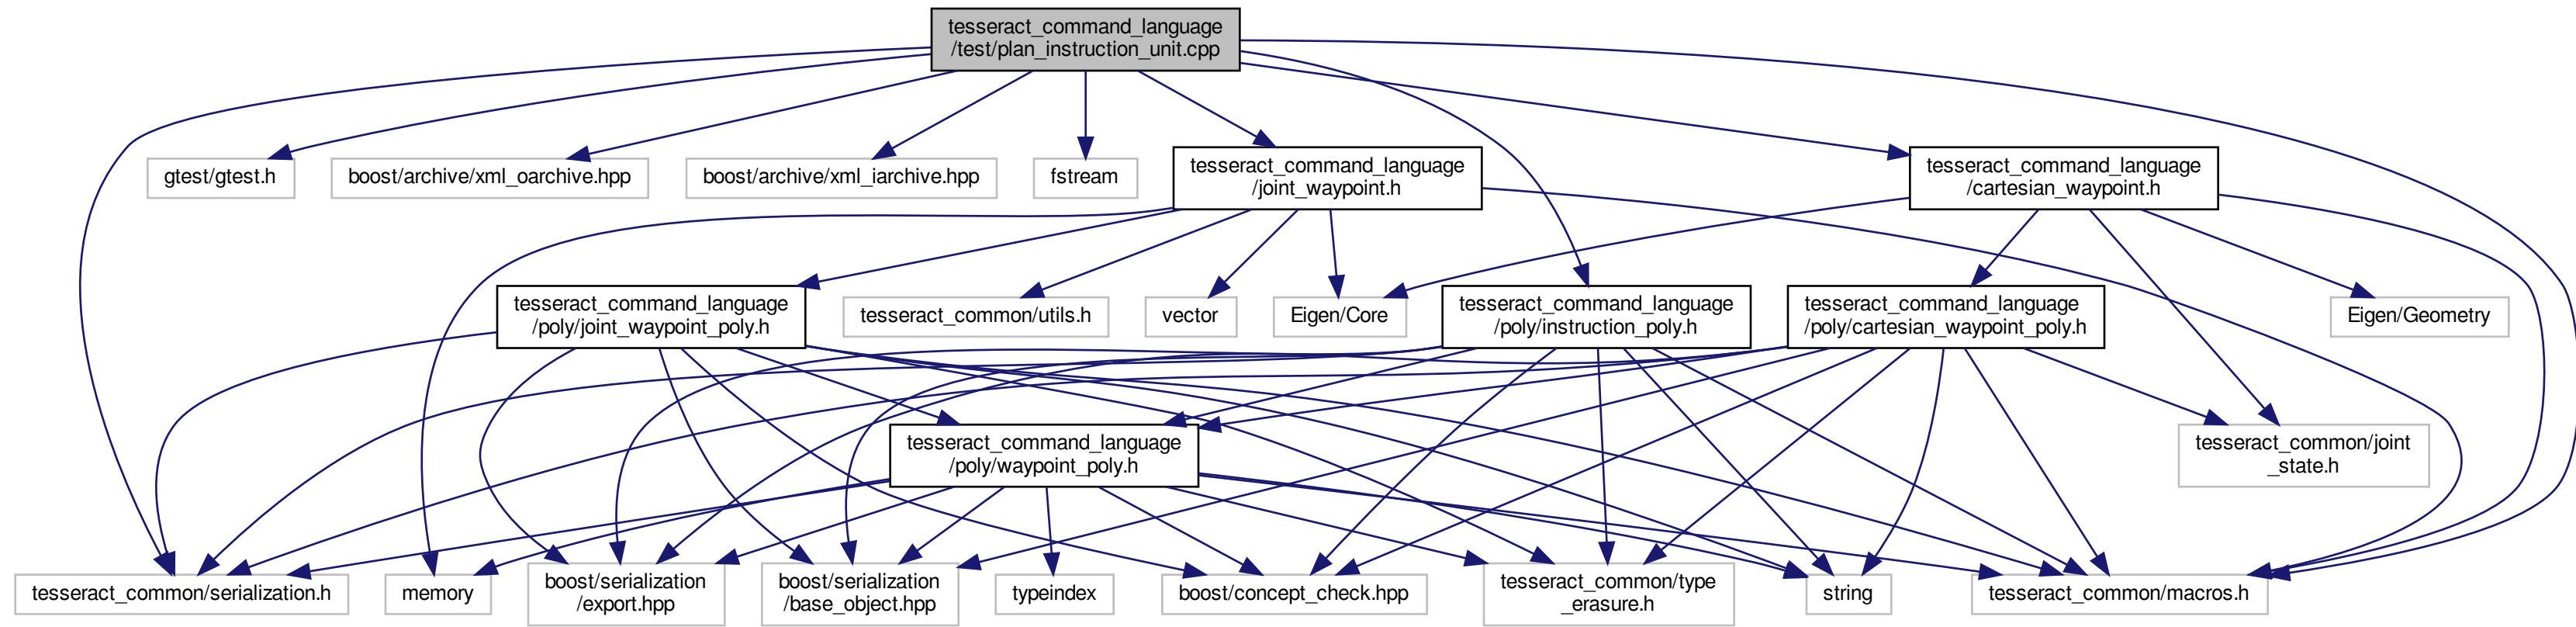 tesseract_command_language
/test/plan_instruction_unit.cpp
gtest/gtest.h
boost/archive/xml_oarchive.hpp
boost/archive/xml_iarchive.hpp
fstream
tesseract_command_language
/joint_waypoint.h
tesseract_command_language
/cartesian_waypoint.h
tesseract_command_language
/poly/joint_waypoint_poly.h
tesseract_common/utils.h
vector
Eigen/Core
tesseract_command_language
/poly/instruction_poly.h
tesseract_command_language
/poly/cartesian_waypoint_poly.h
Eigen/Geometry
tesseract_command_language
/poly/waypoint_poly.h
tesseract_common/joint
_state.h
tesseract_common/serialization.h
memory
boost/serialization
/export.hpp
boost/serialization
/base_object.hpp
typeindex
boost/concept_check.hpp
tesseract_common/type
_erasure.h
string
tesseract_common/macros.h